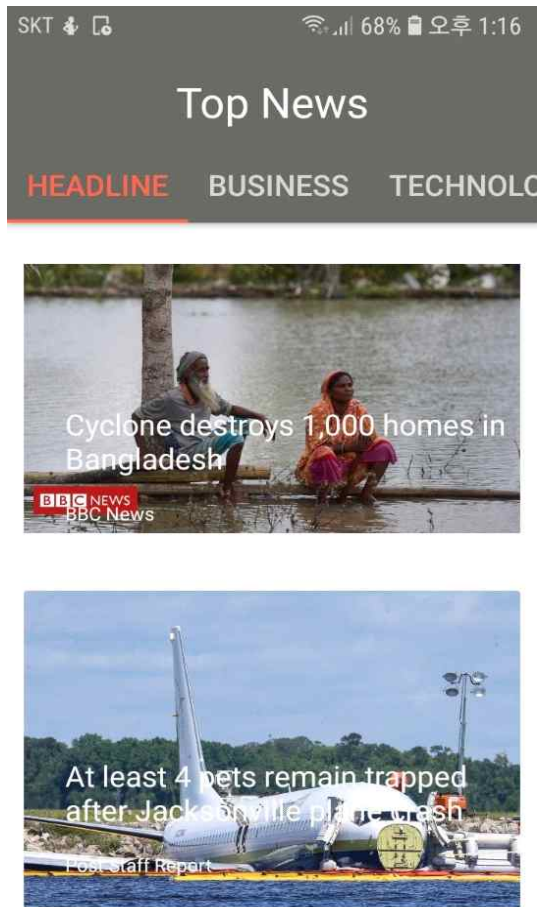 SKT 68% 오후 1:16
Top News
HEADLINE BUSINESS TECHNOLO
Cyclone destroys 1,000 homes in
Bangladesh
BBC NEWS
BBC News
At least 4 pets remain trapped
after Jacksonville plane crash
Post Staff Report